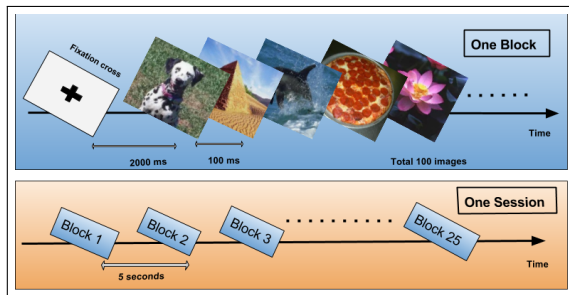 One Block
Fixation cross
2000 ms
100 ms
Total 100 images
Time
One Session
Block 1
Block 2
Block 3
Block 25
5 seconds
Time